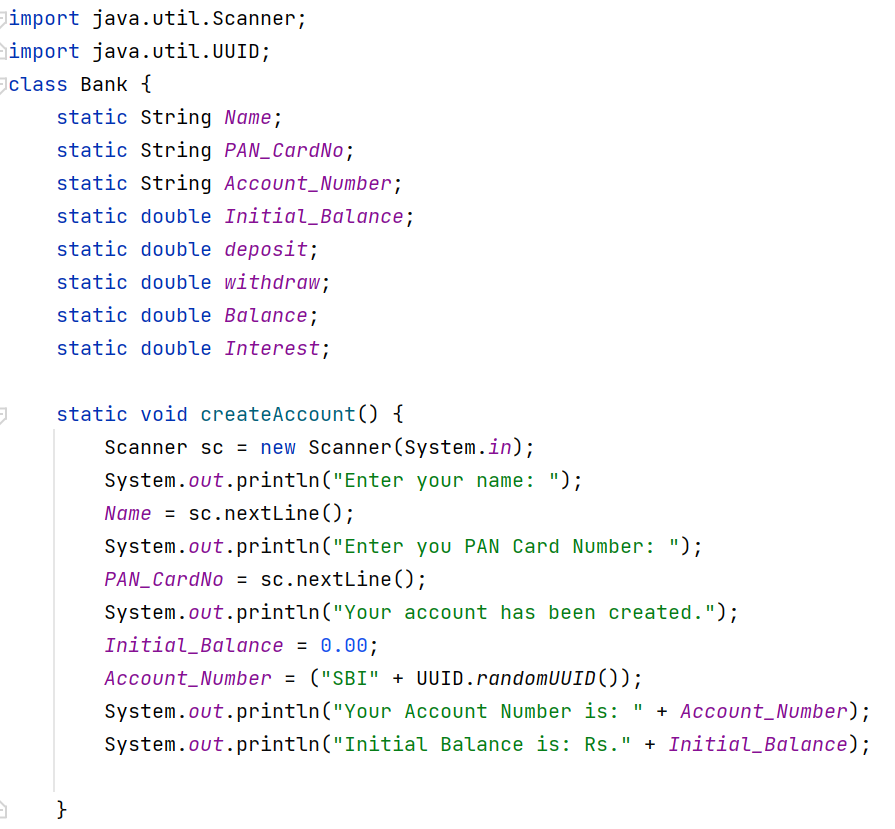 import java.util.Scanner;
import java.util.UUID;
class Bank {
    static String Name;
    static String PAN_CardNo;
    static String Account_Number;
    static double Initial_Balance;
    static double deposit;
    static double withdraw;
    static double Balance;
    static double Interest;

    static void createAccount() {
        Scanner sc = new Scanner(System.in);
        System.out.println("Enter your name: ");
        Name = sc.nextLine();
        System.out.println("Enter you PAN Card Number: ");
        PAN_CardNo = sc.nextLine();
        System.out.println("Your account has been created.");
        Initial_Balance = 0.00;
        Account_Number = ("SBI" + UUID.randomUUID());
        System.out.println("Your Account Number is: " + Account_Number);
        System.out.println("Initial Balance is: Rs." + Initial_Balance);

    }